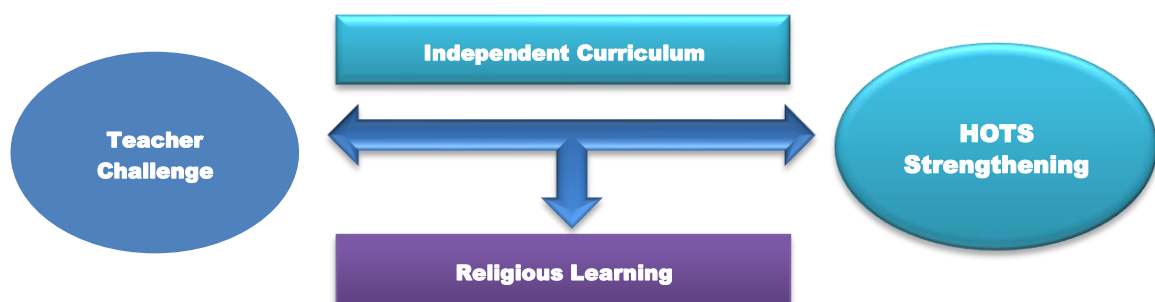 Independent Curriculum
Teacher
Challenge
HOTS
Strengthening
Religious Learning